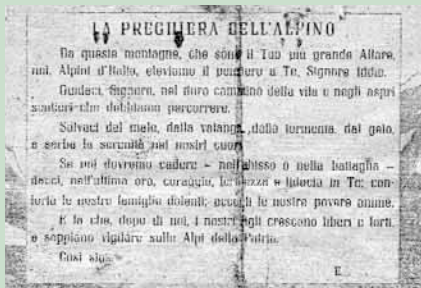 LA PREGHIERA DELL'ALPINO
Da queste montagne, che sono il Tuo più grande Altare,
noi, Alpini d'Italia, eleviamo il pensiero a Te, Signore Iddio.
Guidaci, Signore, nel duro cammino della vita e negli aspri
sentieri che dobbiamo percorrere.
Salvaci dal male, dalla valanga, dalla tormenta, dal gelo,
e serba la serenità nei nostri cuori.
Se noi dovremo cadere - nell'abisso o nella battaglia -
dacci, nell'ultima ora, coraggio, fortezza e fiducia in Te; con-
forta le nostre famiglie dolenti; accogli le nostre povere anime.
E fa che, dopo di noi, i nostri figli crescano liberi e forti,
e sappiano vigilare sulle Alpi della Patria.
Così sia.
E.